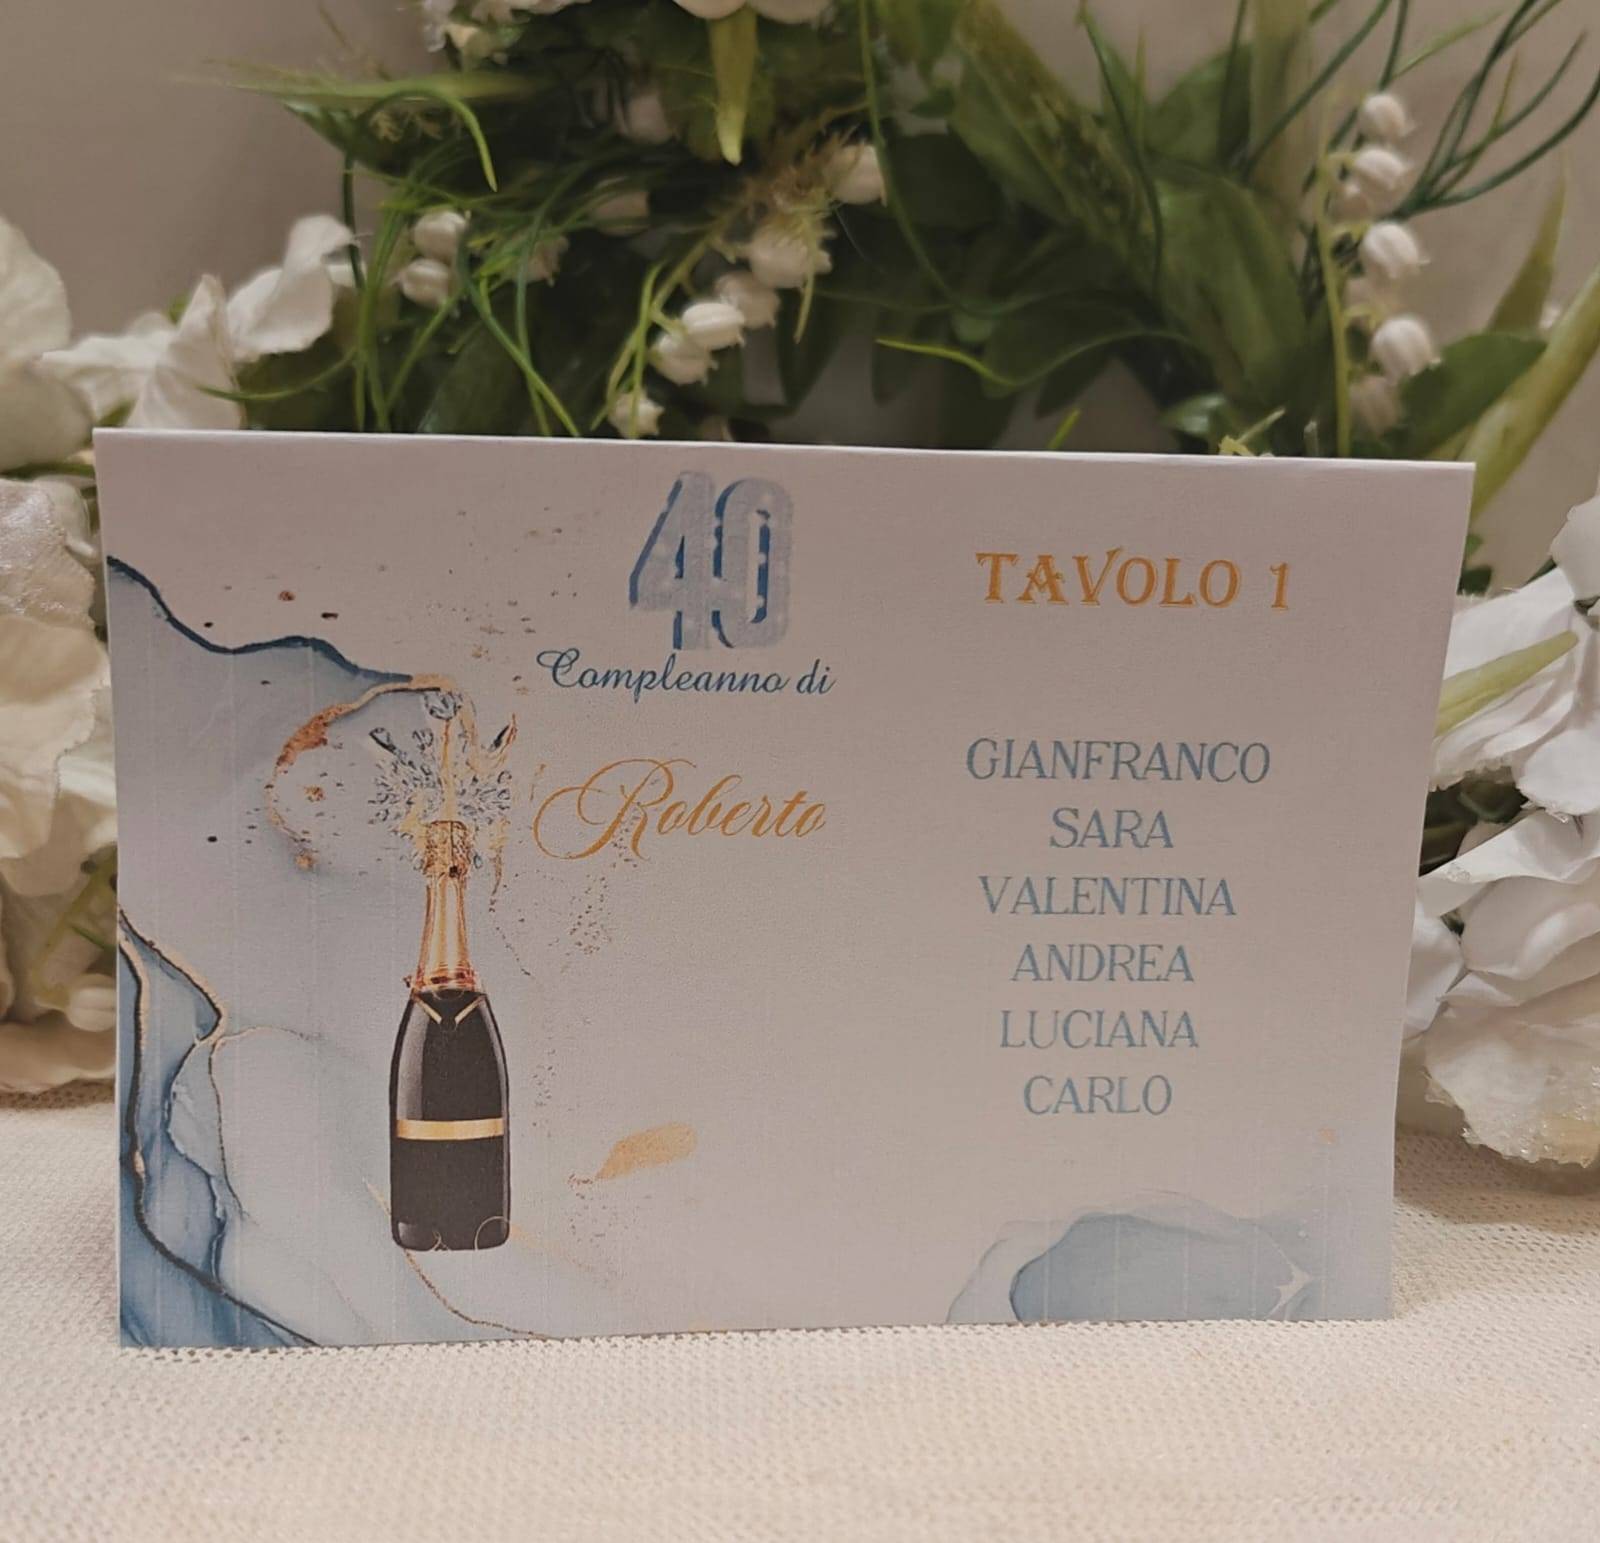 40
Compleanno di
Roberto
TAVOLO 1
GIANFRANCO
SARA
VALENTINA
ANDREA
LUCIANA
CARLO